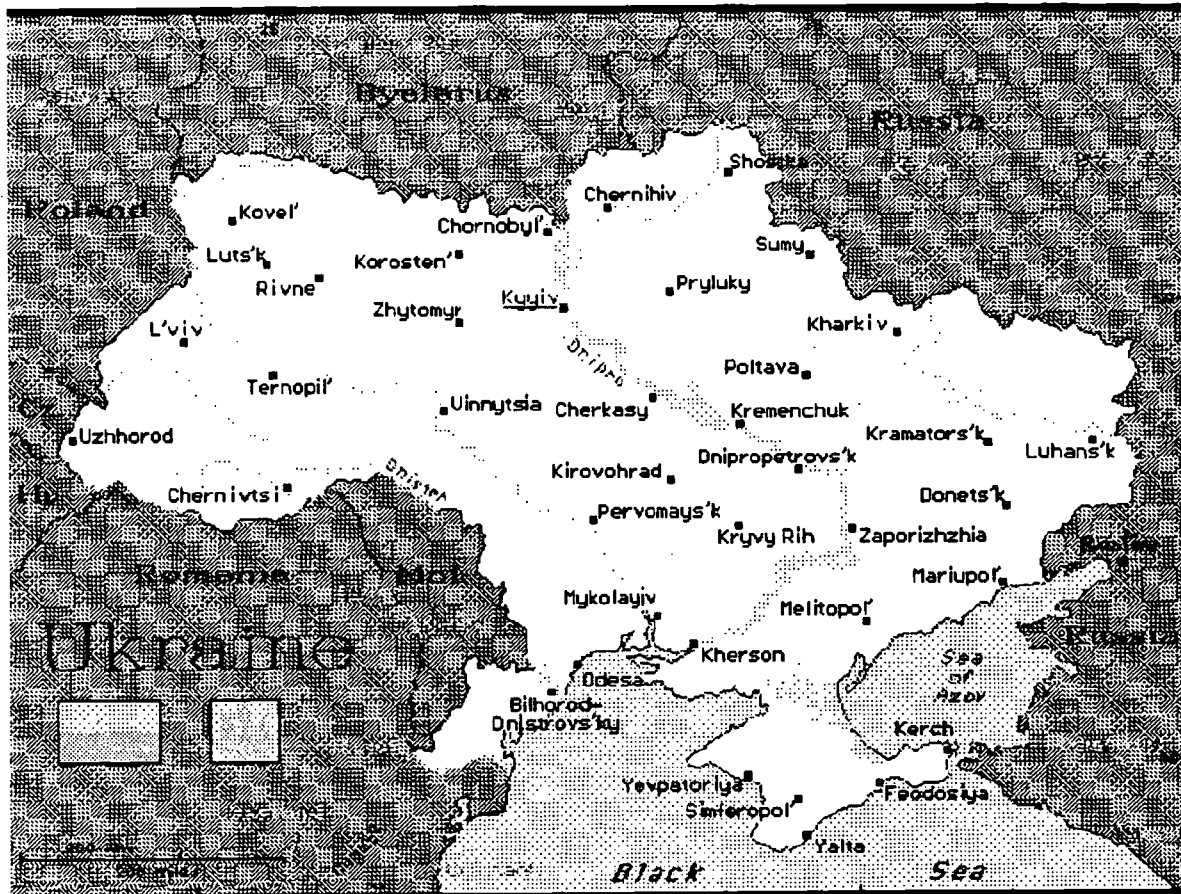 Byelarus
Russia
Shostka
Chernihiv
Poland
Kovel'
Chornobyl'
Sumy
Luts'k
Korosten'
Rivne
Pryluky
Kyyiv
Zhytomyr
Kharkiv
L'viv
Dnipro
Poltava
Ternopil'
Vinnytsia
Cherkasy
Kremenchuk
Kramators'k
Uzhhorod
Luhans'k
Dnipropetrovs'k
Kirovohrad
Dnister
Chernivtsi
Donets'k
Pervomays'k
Kryvy Rih
Zaporizhzhia
Mariupol'
Mykolayiv
Melitopol'
Ukraine
Russia
Kherson
Sea
of
Azov
Odesa
Bilhorod-
Dnistrovs'ky
Kerch
Yevpatoriya
Feodosiya
Simferopol'
Yalta
Black Sea